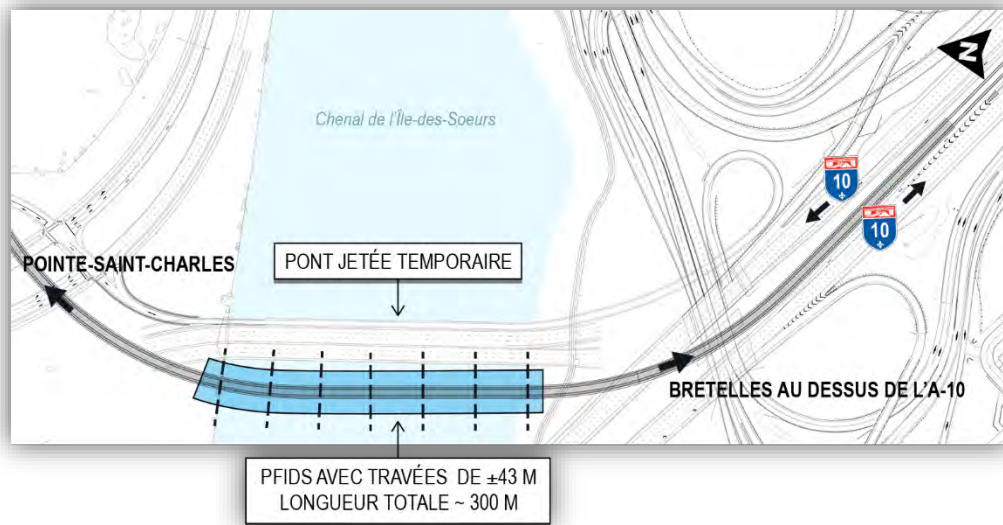 N
Chenal de l'Île-des-Soeurs
10
10
POINTE-SAINT-CHARLES
PONT JETÉE TEMPORAIRE
BRETELLES AU DESSUS DE L'A-10
PFIDS AVEC TRAVÉES DE ±43 M
LONGUEUR TOTALE ~ 300 M